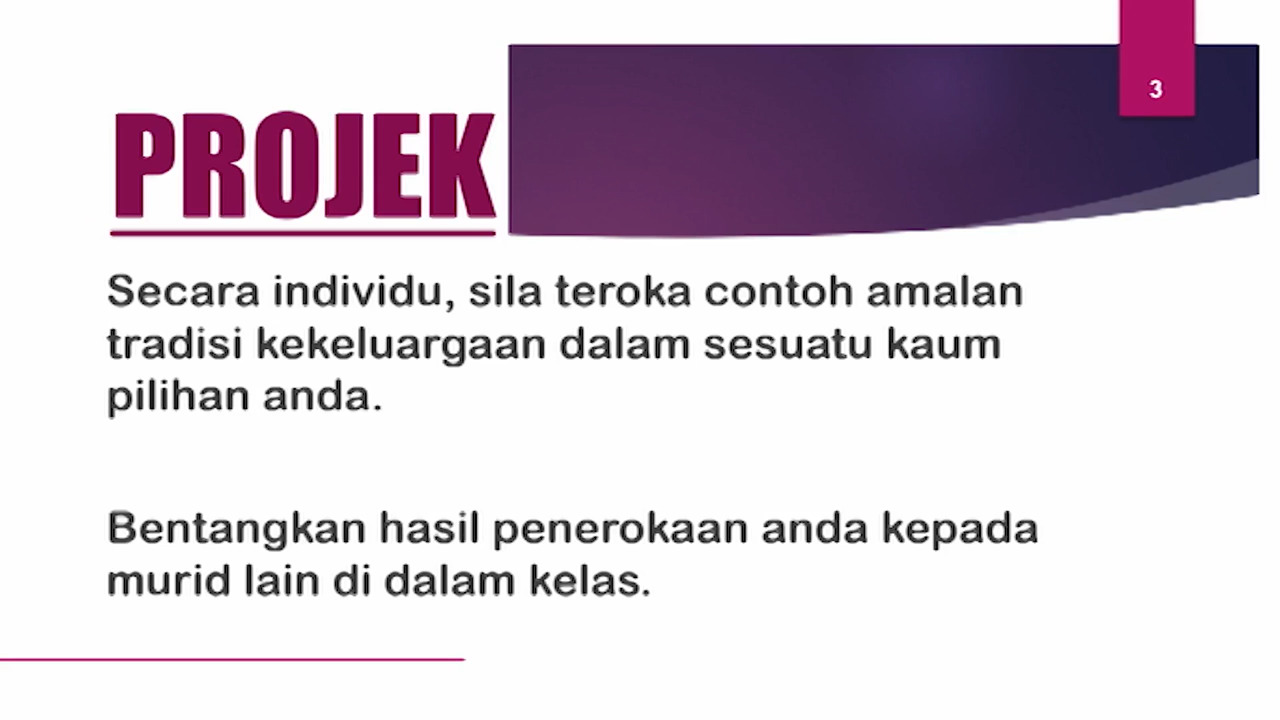 3
PROJEK
Secara individu, sila teroka contoh amalan
tradisi kekeluargaan dalam sesuatu kaum
pilihan anda.
Bentangkan hasil penerokaan anda kepada
murid lain di dalam kelas.